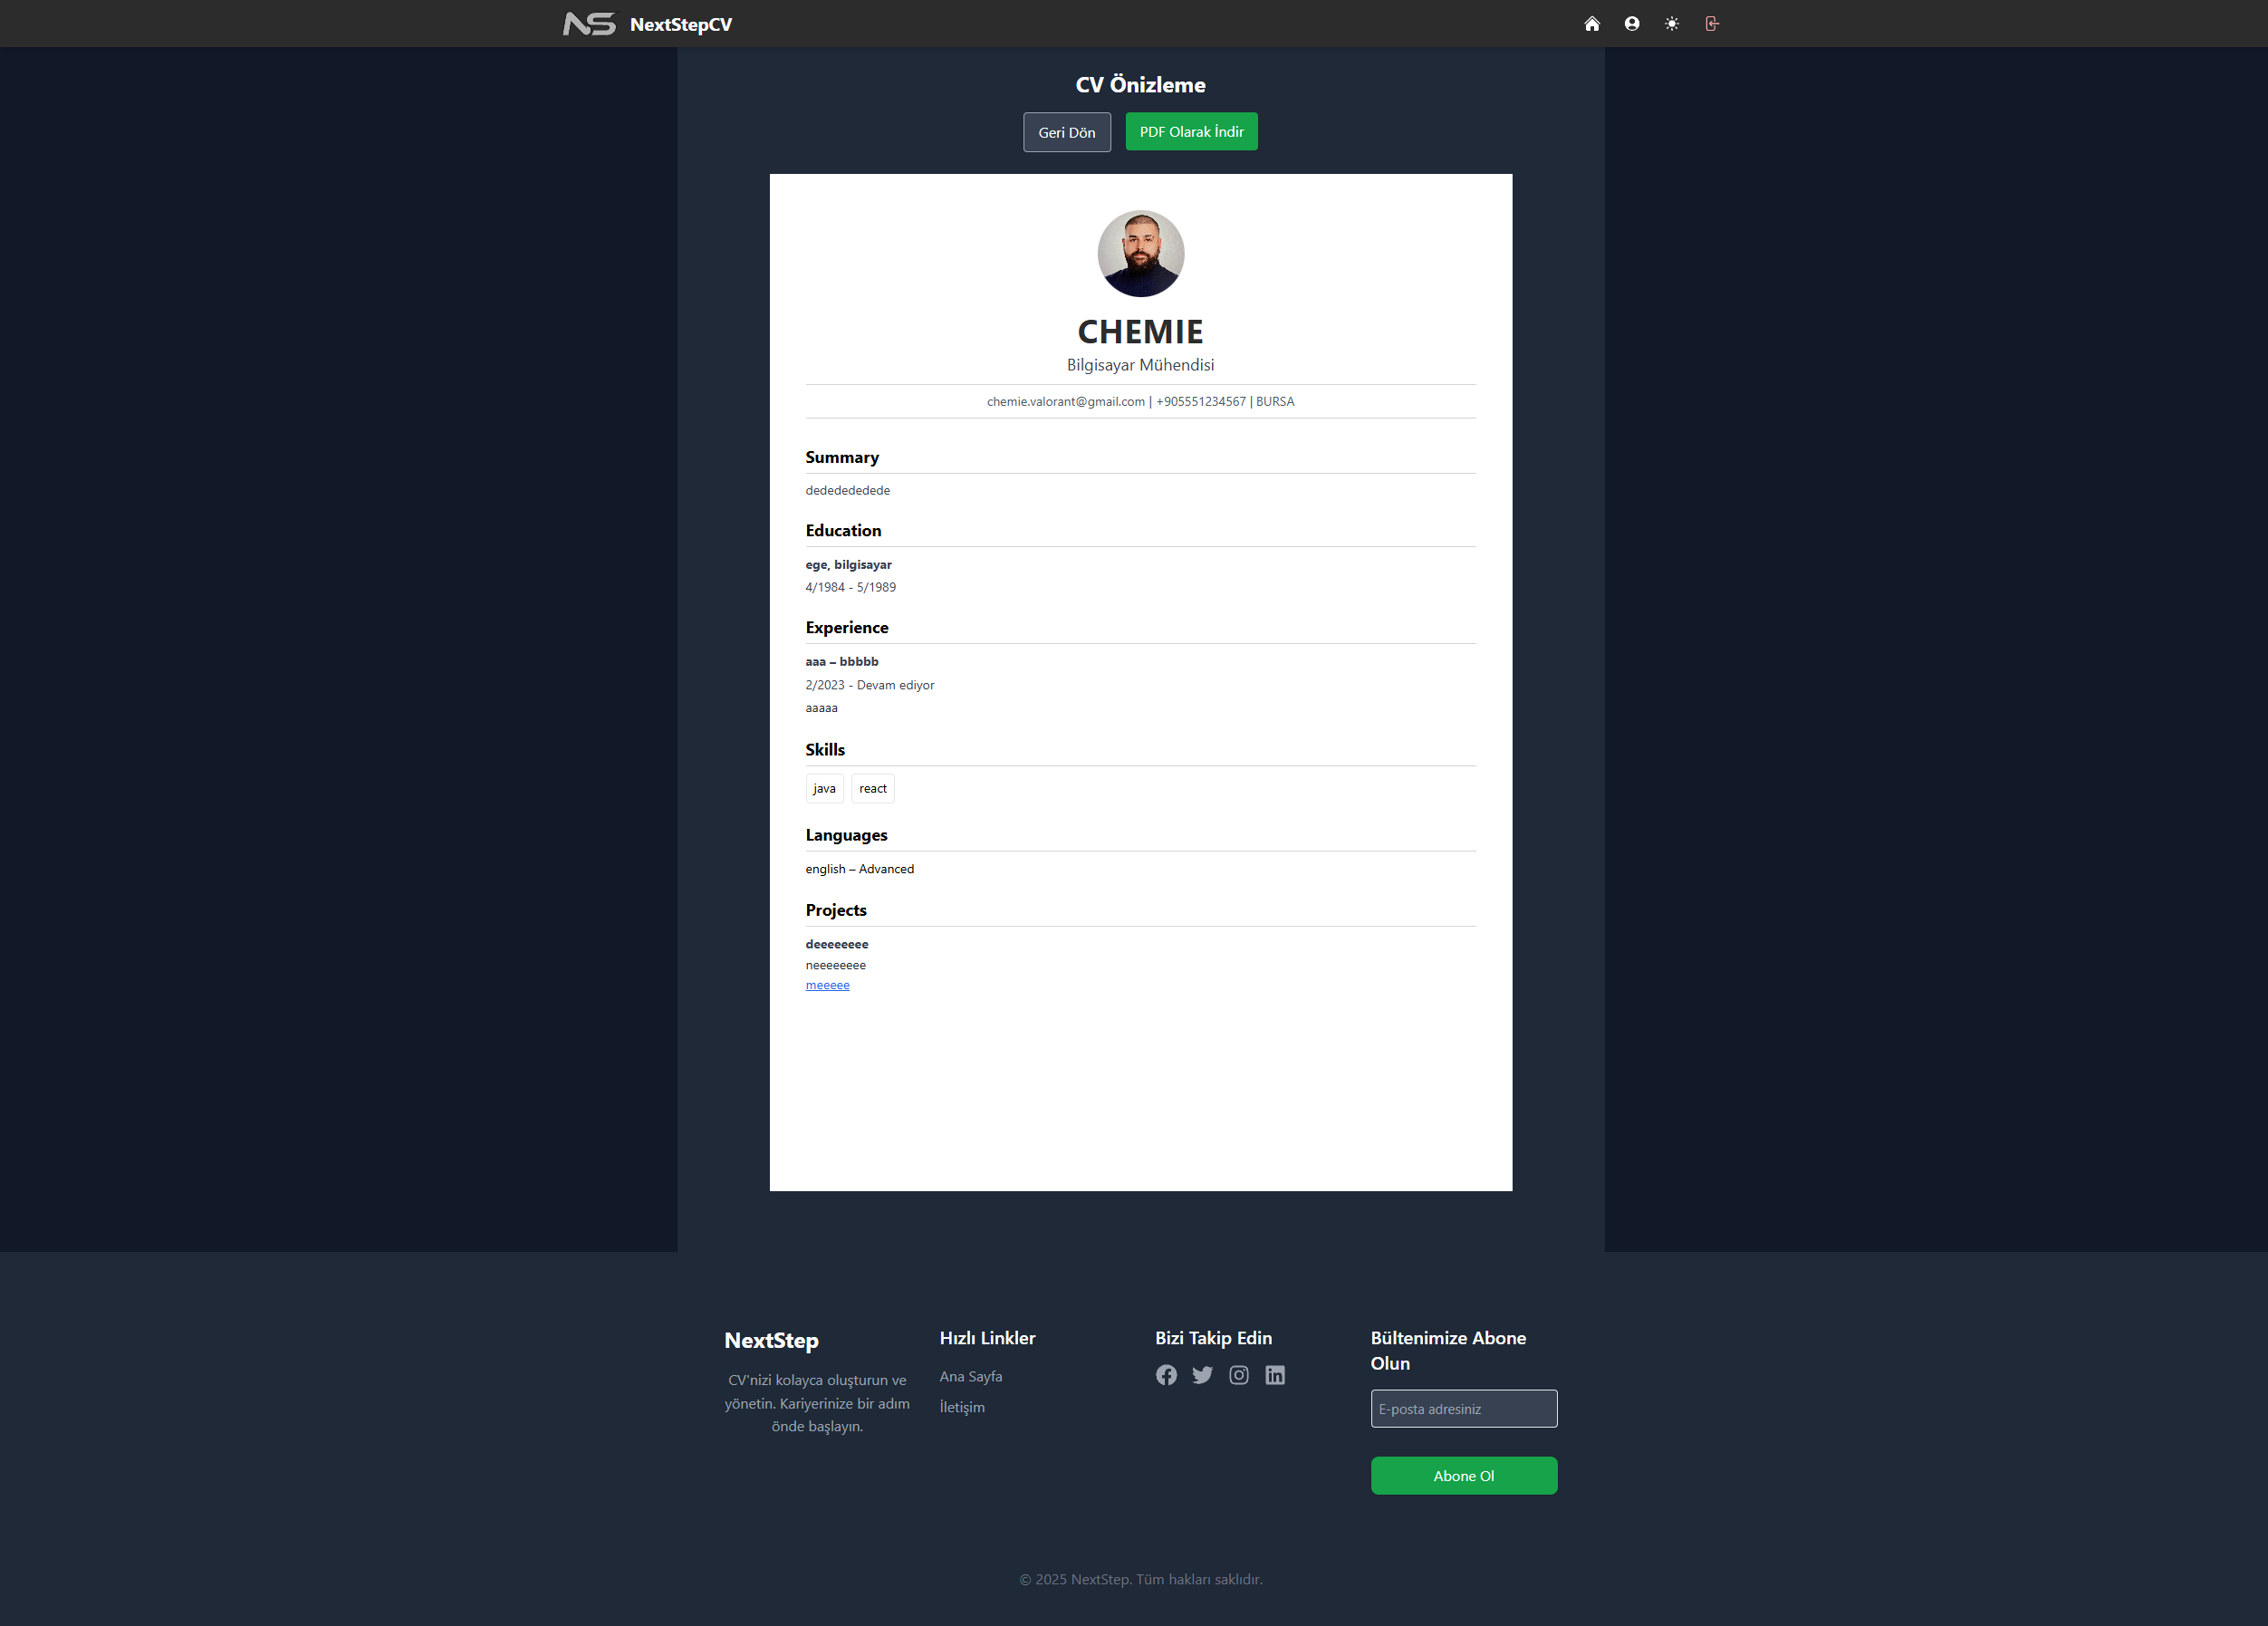 NS NextStepCV
CV Önizleme
Geri Dön PDF Olarak İndir
CHEMIE
Bilgisayar Mühendisi
chemie.valorant@gmail.com | +905551234567 | BURSA
Summary
dededededede
Education
ege, bilgisayar
4/1984 - 5/1989
Experience
aaa – bbbbb
2/2023 - Devam ediyor
aaaaa
Skills
java react
Languages
english – Advanced
Projects
deeeeeeee
neeeeeeee
meeeee
NextStep
CV'nizi kolayca oluşturun ve
yönetin. Kariyerinize bir adım
önde başlayın.
Hızlı Linkler
Ana Sayfa
İletişim
Bizi Takip Edin
Bültenimize Abone
Olun
E-posta adresiniz
Abone Ol
© 2025 NextStep. Tüm hakları saklıdır.